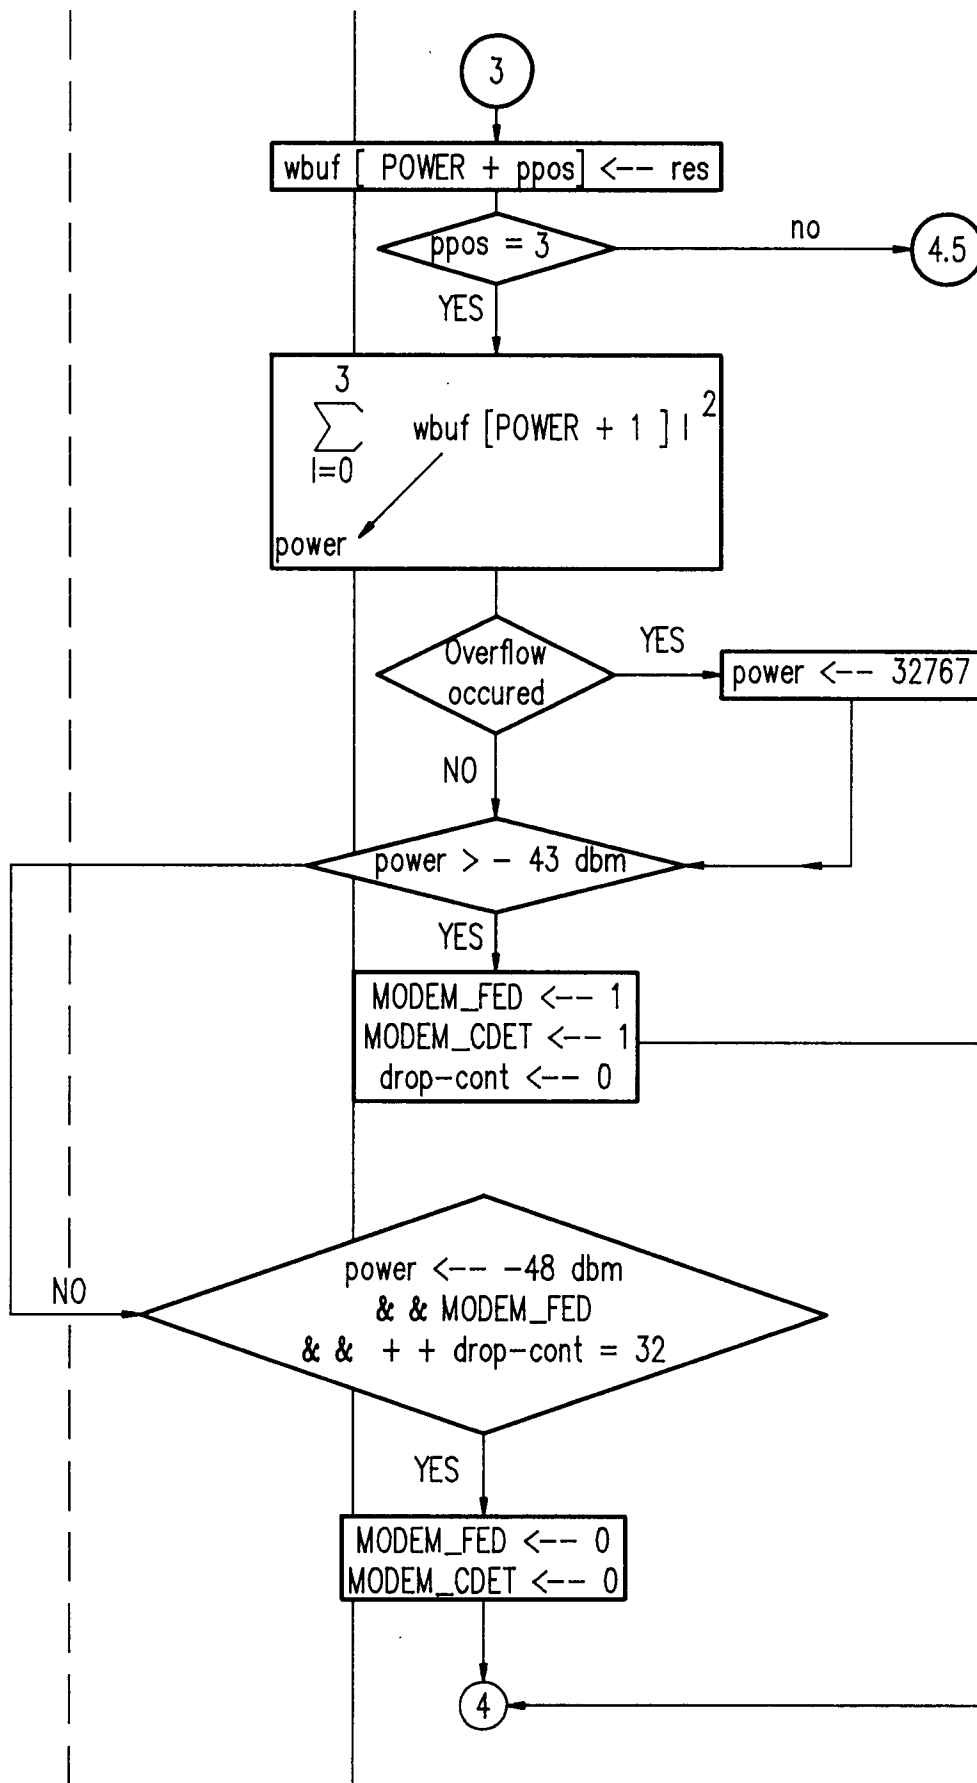 3
wbuf [ POWER + ppos] <-- res
ppos = 3
no
4.5
YES
3
∑ wbuf [POWER + 1 ] | 2
l=0
power
Overflow
occured
YES
power <-- 32767
NO
power > - 43 dbm
YES
MODEM_FED <-- 1
MODEM_CDET <-- 1
drop-cont <-- 0
power <-- -48 dbm
& & MODEM_FED
& & + + drop-cont = 32
NO
YES
MODEM_FED <-- 0
MODEM_CDET <-- 0
4